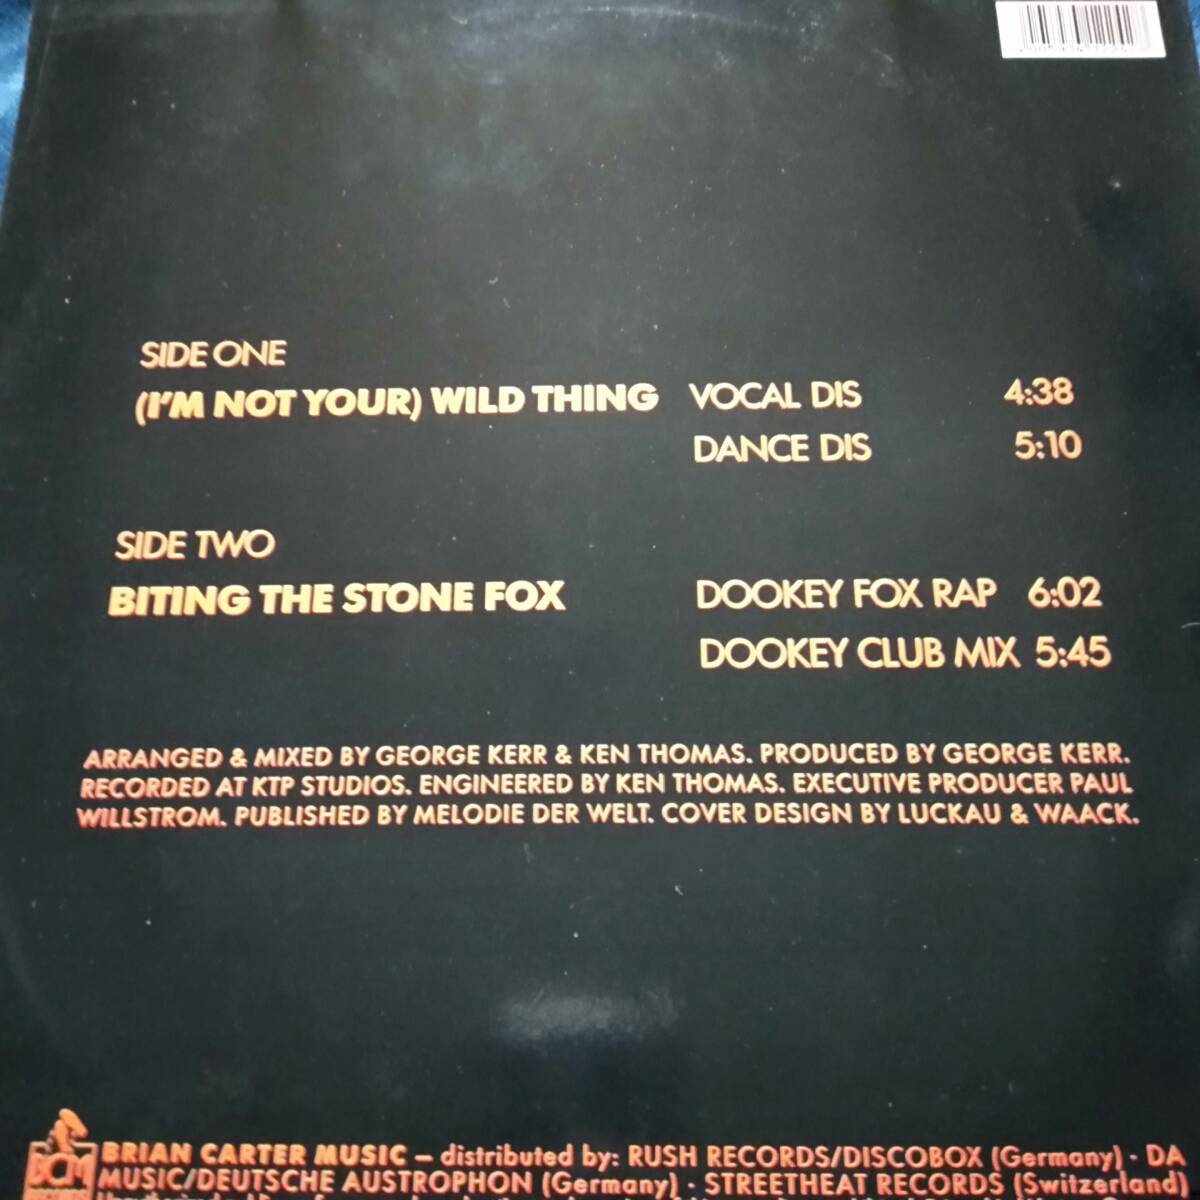 SIDE ONE
(I'M NOT YOUR) WILD THING VOCAL DIS 4:38
DANCE DIS 5:10
SIDE TWO
BITING THE STONE FOX DOOKEY FOX RAP 6:02
DOOKEY CLUB MIX 5:45
ARRANGED & MIXED BY GEORGE KERR & KEN THOMAS. PRODUCED BY GEORGE KERR.
RECORDED AT KTP STUDIOS. ENGINEERED BY KEN THOMAS. EXECUTIVE PRODUCER PAUL
WILLSTROM. PUBLISHED BY MELODIE DER WELT. COVER DESIGN BY LUCKAU & WAACK.
BCM
BRIAN CARTER MUSIC – distributed by: RUSH RECORDS/DISCOBOX (Germany) · DA
MUSIC/DEUTSCHE AUSTROPHON (Germany) · STREETHEAT RECORDS (Switzerland)